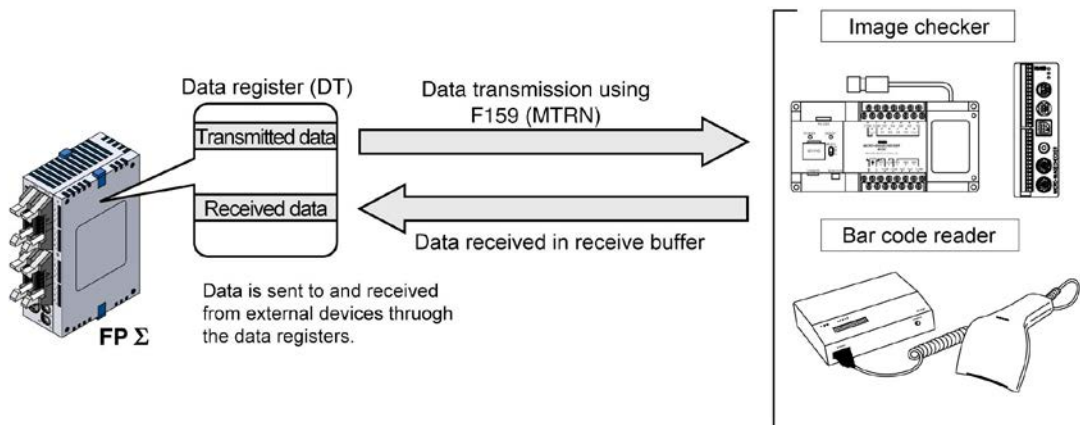 Image checker
Data register (DT)
Data transmission using
F159 (MTRN)
Transmitted data
Received data
Data received in receive buffer
Bar code reader
Data is sent to and received
from external devices thruogh
the data registers.
FP Σ